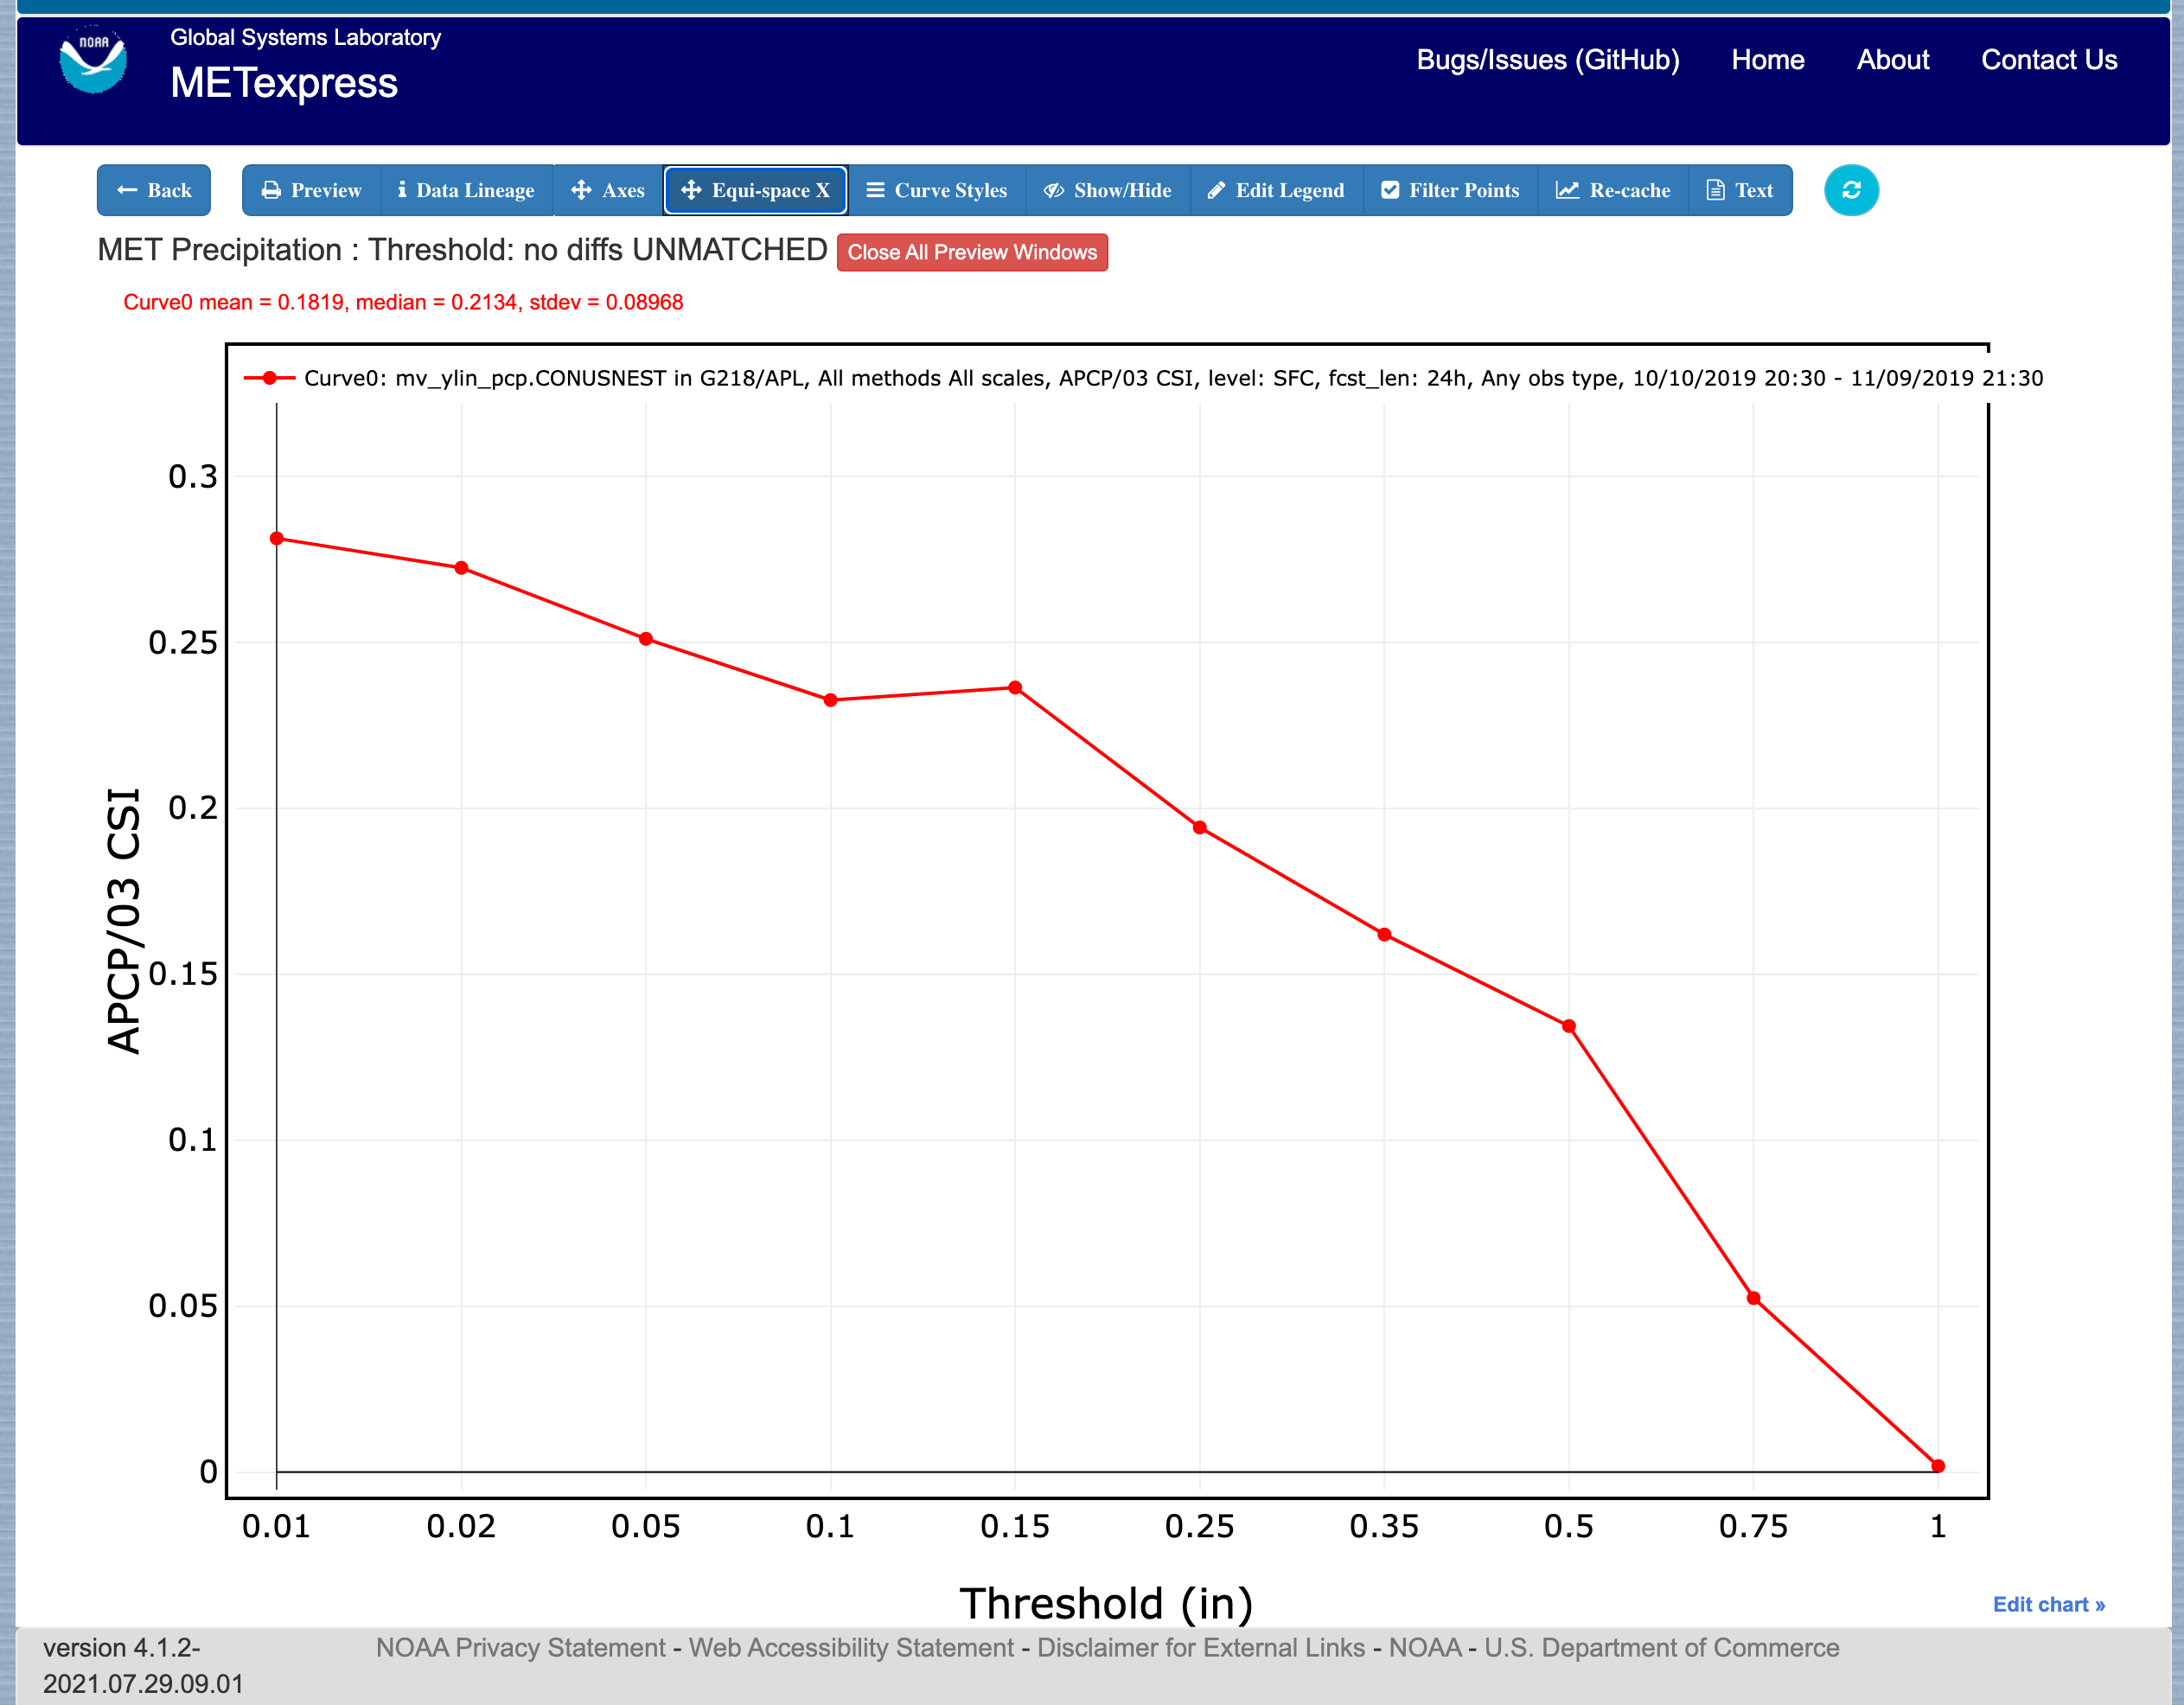 NOAA
Global Systems Laboratory
METexpress
Bugs/Issues (GitHub) Home About Contact Us
Back Preview Data Lineage Axes Equi-space X Curve Styles Show/Hide Edit Legend Filter Points Re-cache Text
MET Precipitation : Threshold: no diffs UNMATCHED Close All Preview Windows
Curve0 mean = 0.1819, median = 0.2134, stdev = 0.08968
Curve0: mv_ylin_pcp.CONUSNEST in G218/APL, All methods All scales, APCP/03 CSI, level: SFC, fcst_len: 24h, Any obs type, 10/10/2019 20:30 - 11/09/2019 21:30
0.3
0.25
0.2
0.15
0.1
0.05
0
APCP/03 CSI
0.01 0.02 0.05 0.1 0.15 0.25 0.35 0.5 0.75 1
Threshold (in)
Edit chart »
version 4.1.2-
2021.07.29.09.01
NOAA Privacy Statement - Web Accessibility Statement - Disclaimer for External Links - NOAA - U.S. Department of Commerce